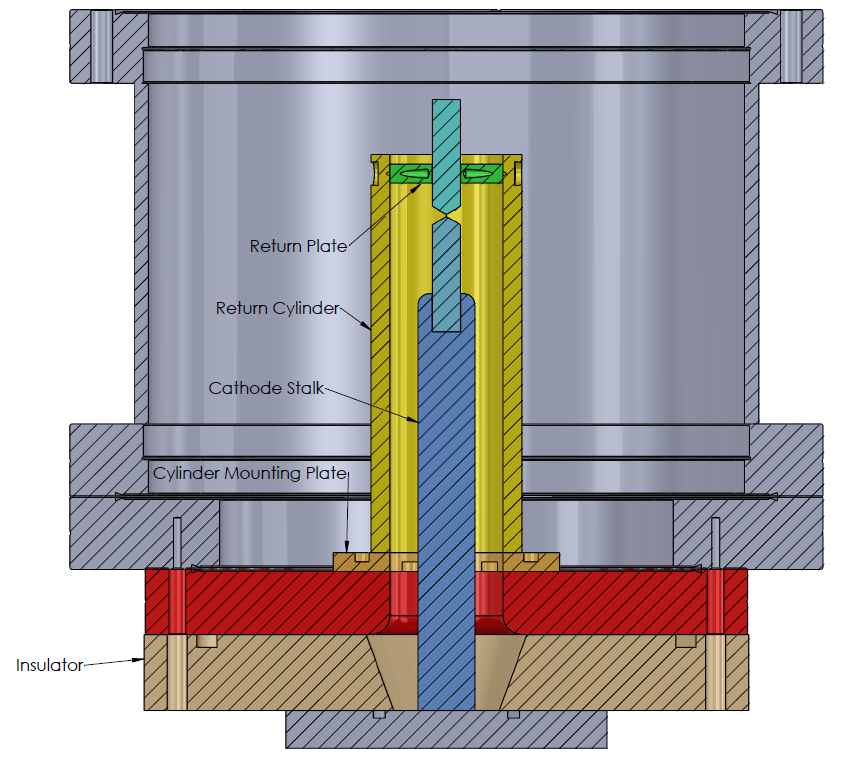 Return Plate
Return Cylinder
Cathode Stalk
Cylinder Mounting Plate
Insulator